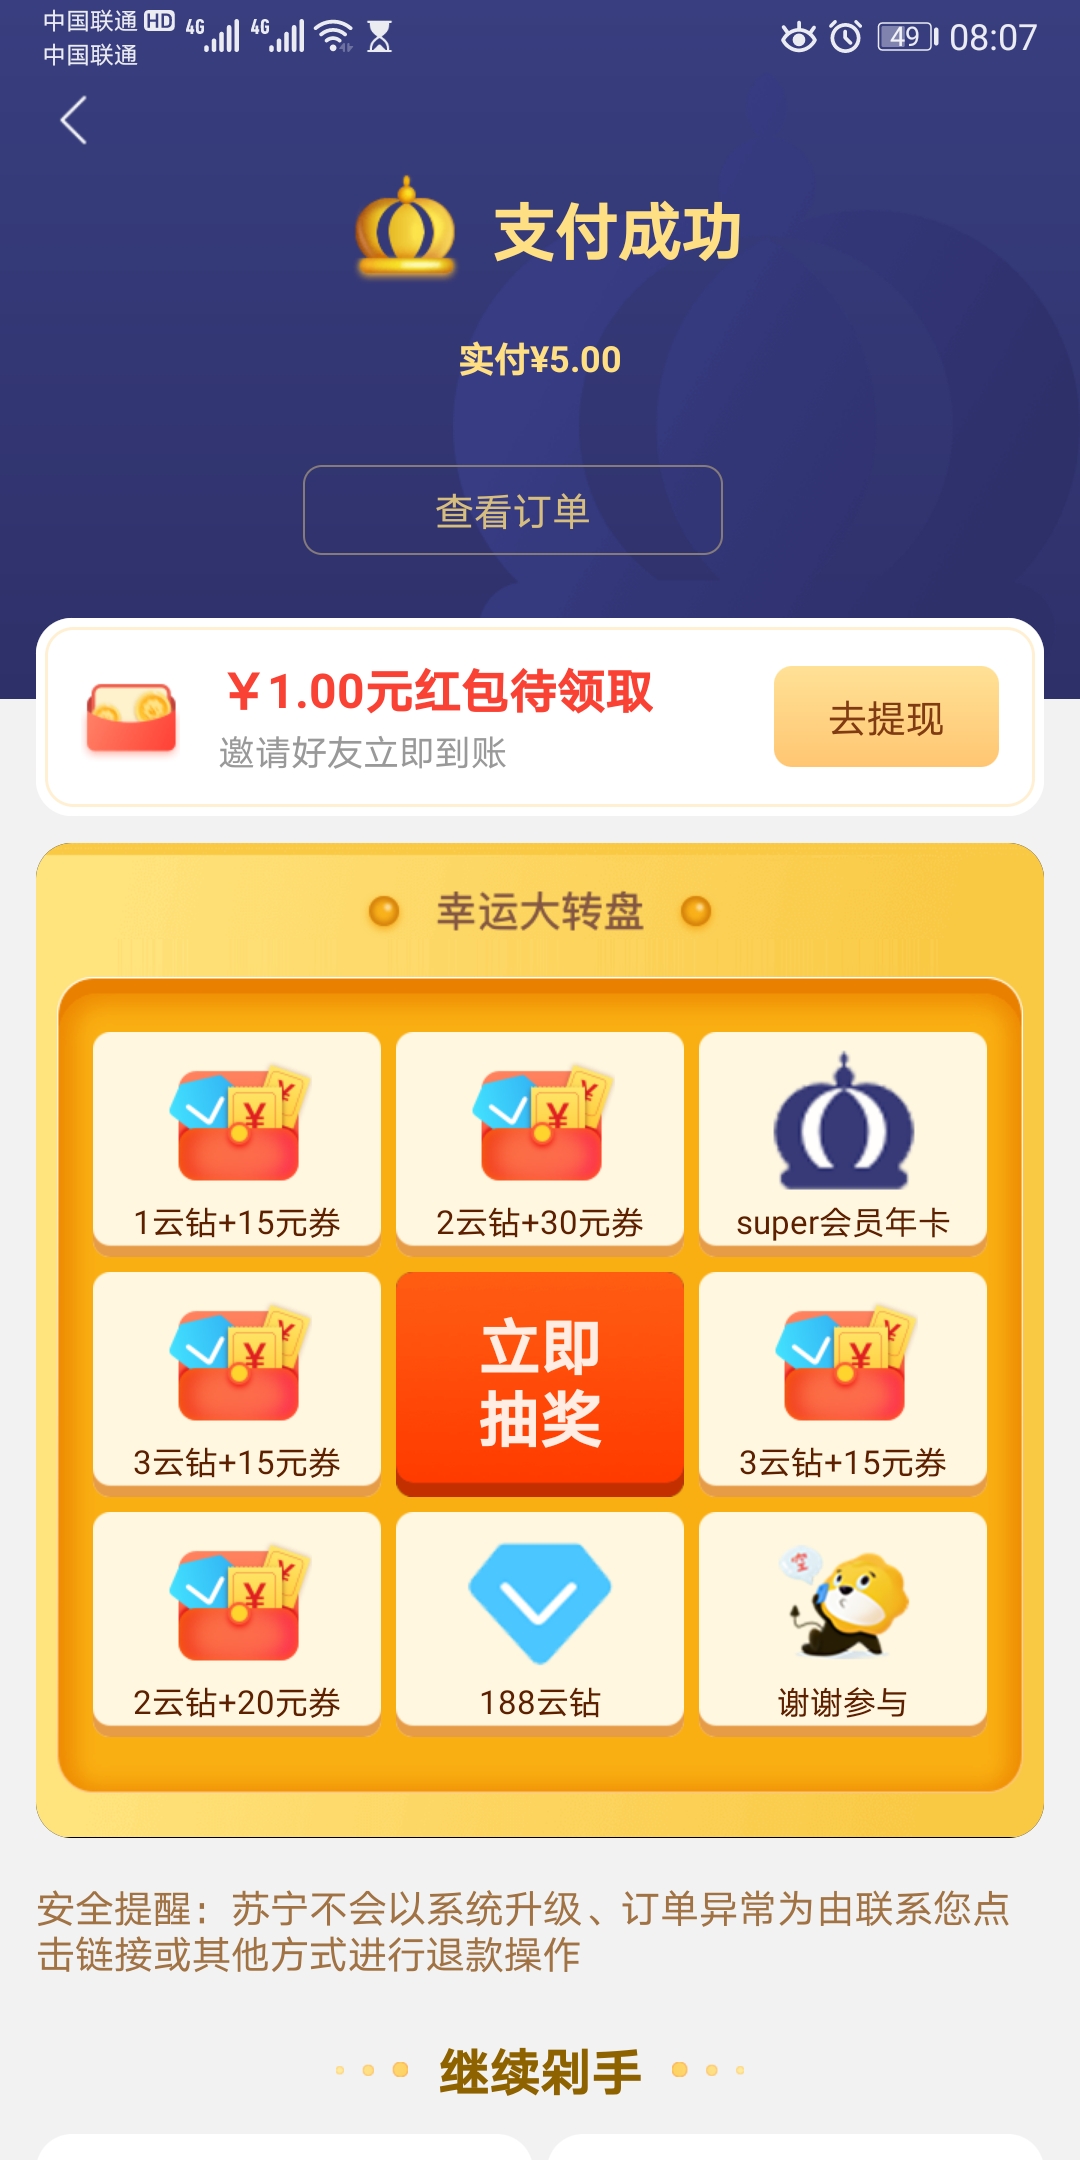 中国联通 HD 4G 4G 49 08:07
中国联通
支付成功
实付¥5.00
查看订单
￥1.00元红包待领取
邀请好友立即到账
去提现
幸运大转盘
1云钻+15元券
2云钻+30元券
super会员年卡
3云钻+15元券
立即
抽奖
3云钻+15元券
2云钻+20元券
188云钻
空
谢谢参与
安全提醒：苏宁不会以系统升级、订单异常为由联系您点
击链接或其他方式进行退款操作
继续剁手